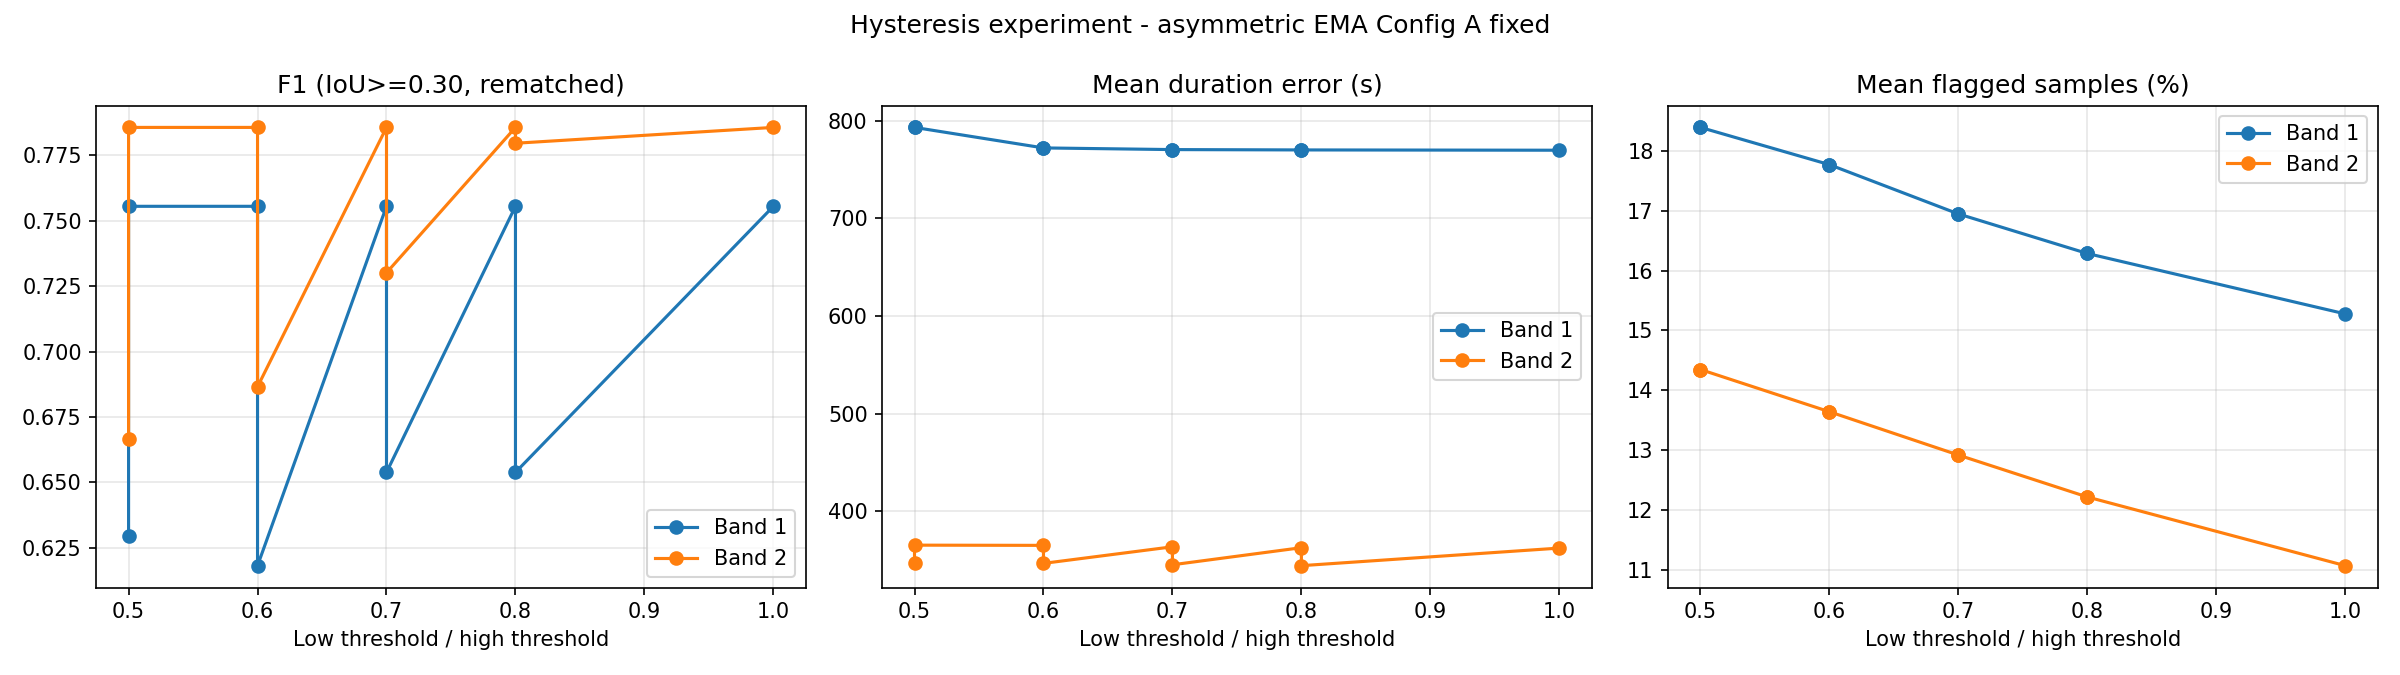 Hysteresis experiment - asymmetric EMA Config A fixed
F1 (IoU>=0.30, rematched)
0.775
0.750
0.725
0.700
0.675
0.650
0.625
0.5 0.6 0.7 0.8 0.9 1.0
Low threshold / high threshold
Band 1
Band 2
Mean duration error (s)
800
700
600
500
400
0.5 0.6 0.7 0.8 0.9 1.0
Low threshold / high threshold
Band 1
Band 2
Mean flagged samples (%)
18
17
16
15
14
13
12
11
0.5 0.6 0.7 0.8 0.9 1.0
Low threshold / high threshold
Band 1
Band 2